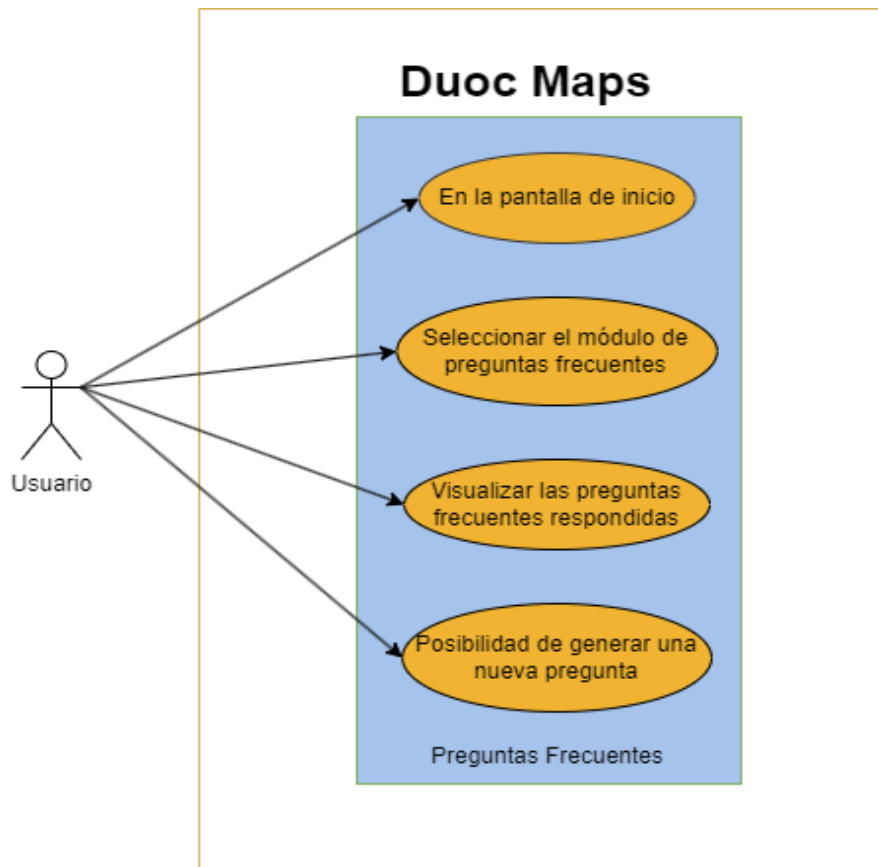 Duoc Maps
En la pantalla de inicio
Seleccionar el módulo de
preguntas frecuentes
Usuario
Visualizar las preguntas
frecuentes respondidas
Posibilidad de generar una
nueva pregunta
Preguntas Frecuentes